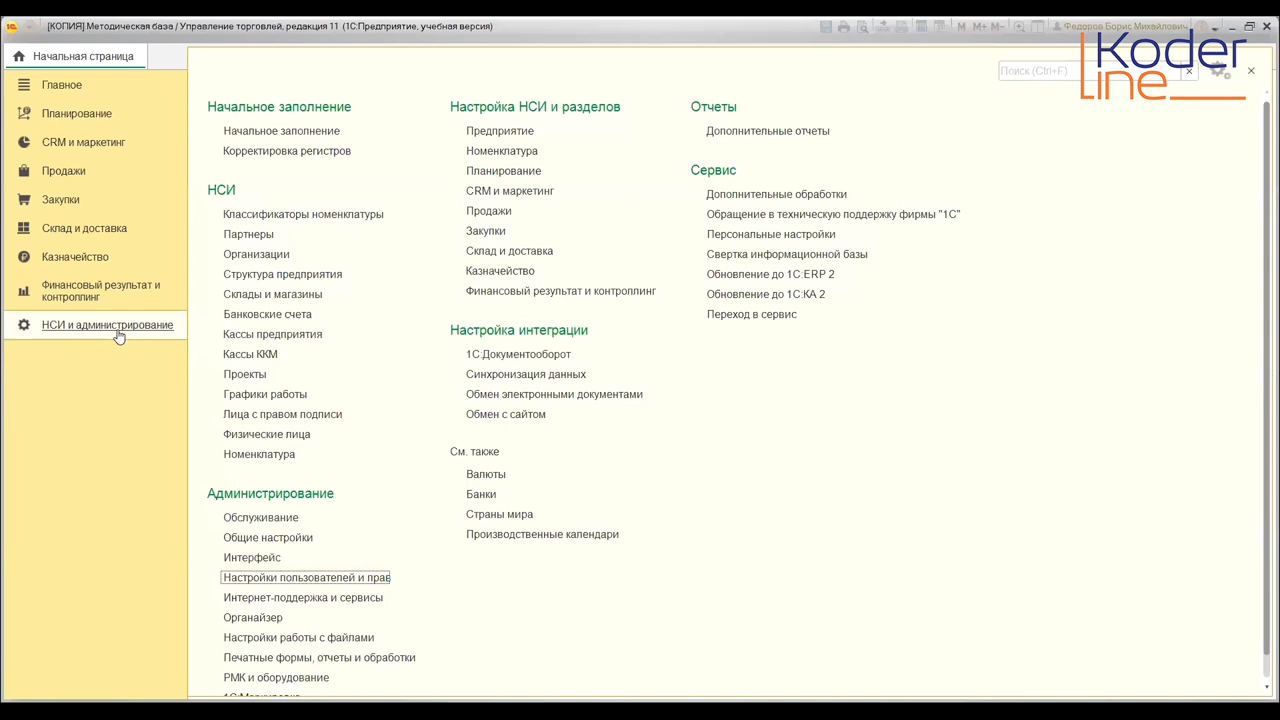 [КОПИЯ] Методическая база / Управление торговлей, редакция 11 (1С:Предприятие, учебная версия)
M M+ M-
Федоров Борис Михайлович
Koder
line
Начальная страница
Поиск (Ctrl+F)
Главное
Планирование
CRM и маркетинг
Продажи
Закупки
Склад и доставка
Казначейство
Финансовый результат и
контроллинг
НСИ и администрирование
Начальное заполнение
Начальное заполнение
Корректировка регистров
НСИ
Классификаторы номенклатуры
Партнеры
Организации
Структура предприятия
Склады и магазины
Банковские счета
Кассы предприятия
Кассы ККМ
Проекты
Графики работы
Лица с правом подписи
Физические лица
Номенклатура
Администрирование
Обслуживание
Общие настройки
Интерфейс
Настройки пользователей и прав
Интернет-поддержка и сервисы
Органайзер
Настройки работы с файлами
Печатные формы, отчеты и обработки
РМК и оборудование
1С:Маркировка
Настройка НСИ и разделов
Предприятие
Номенклатура
Планирование
CRM и маркетинг
Продажи
Закупки
Склад и доставка
Казначейство
Финансовый результат и контроллинг
Настройка интеграции
1С:Документооборот
Синхронизация данных
Обмен электронными документами
Обмен с сайтом
См. также
Валюты
Банки
Страны мира
Производственные календари
Отчеты
Дополнительные отчеты
Сервис
Дополнительные обработки
Обращение в техническую поддержку фирмы "1С"
Персональные настройки
Свертка информационной базы
Обновление до 1С:ERP 2
Обновление до 1С:КА 2
Переход в сервис